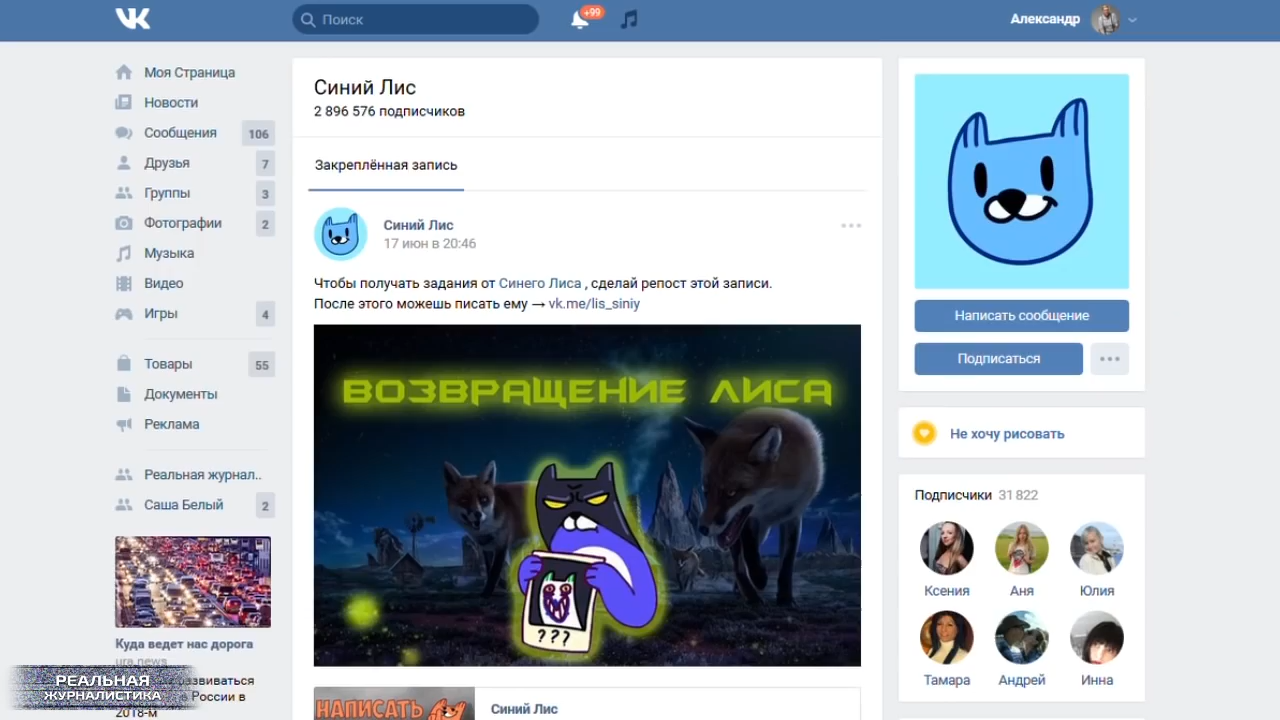 VK
Поиск
+99
Александр
Моя Страница
Новости
Сообщения 106
Друзья 7
Группы 3
Фотографии 2
Музыка
Видео
Игры 4
Товары 55
Документы
Реклама
Реальная журнал..
Саша Белый 2
Куда ведет нас дорога
ura.news
развиваться
в России в
2018-м
РЕАЛЬНАЯ
ЖУРНАЛИСТИКА
Синий Лис
2 896 576 подписчиков
Закреплённая запись
Синий Лис
17 июн в 20:46
Чтобы получать задания от Синего Лиса , сделай репост этой записи.
После этого можешь писать ему → vk.me/lis_siniy
ВОЗВРАЩЕНИЕ ЛИСА
???
НАПИСАТЬ
Синий Лис
Написать сообщение
Подписаться
Не хочу рисовать
Подписчики 31 822
Ксения
Аня
Юлия
Тамара
Андрей
Инна